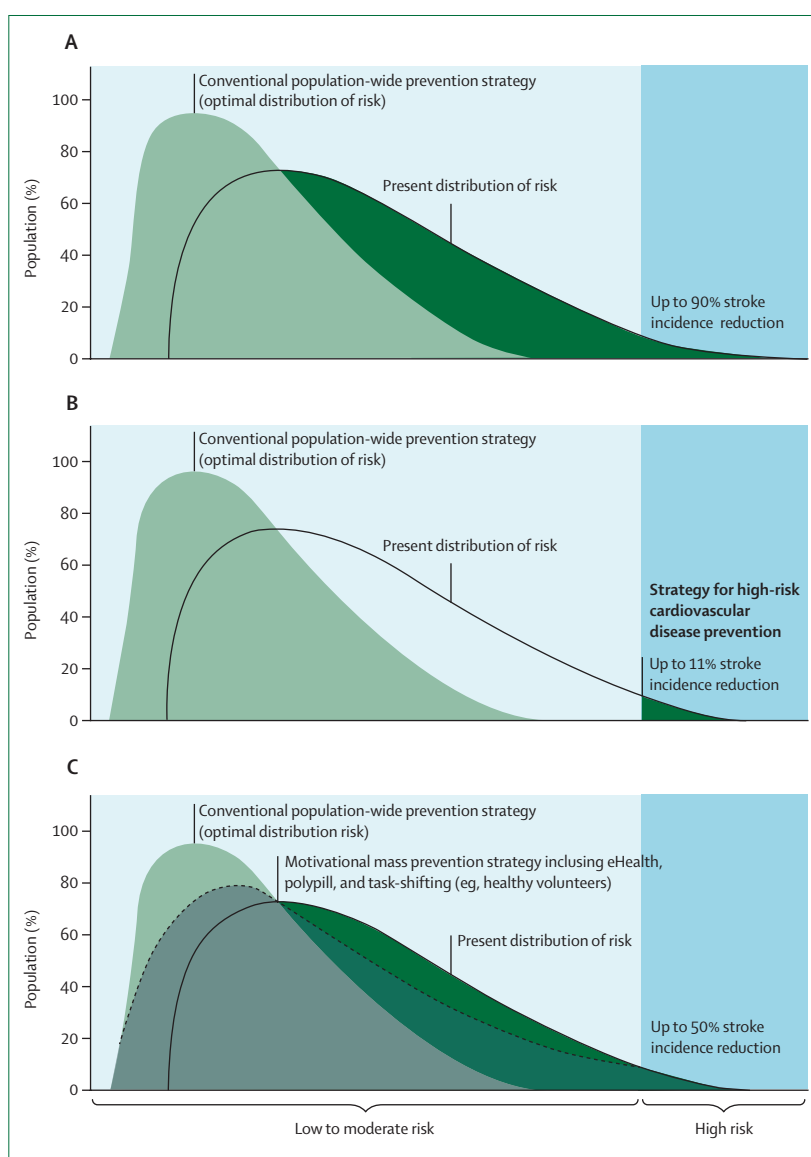 A
Conventional population-wide prevention strategy
(optimal distribution of risk)
100
80
60
40
20
0
Population (%)
Present distribution of risk
Up to 90% stroke
incidence reduction
B
Conventional population-wide prevention strategy
(optimal distribution of risk)
100
80
60
40
20
0
Population (%)
Present distribution of risk
Strategy for high-risk
cardiovascular
disease prevention
Up to 11% stroke
incidence reduction
C
Conventional population-wide prevention strategy
(optimal distribution risk)
Motivational mass prevention strategy inclusing eHealth,
polypill, and task-shifting (eg, healthy volunteers)
100
80
60
40
20
0
Population (%)
Present distribution of risk
Up to 50% stroke
incidence reduction
Low to moderate risk
High risk